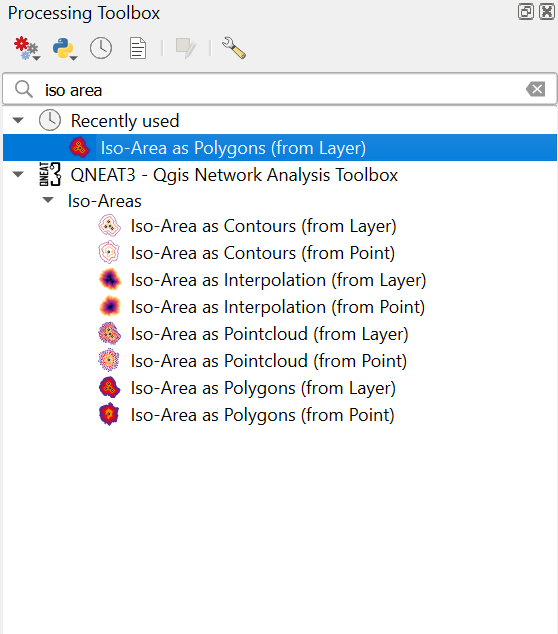 Processing Toolbox
iso area
Recently used
Iso-Area as Polygons (from Layer)
QNEAT3 QNEAT3 - Qgis Network Analysis Toolbox
Iso-Areas
Iso-Area as Contours (from Layer)
Iso-Area as Contours (from Point)
Iso-Area as Interpolation (from Layer)
Iso-Area as Interpolation (from Point)
Iso-Area as Pointcloud (from Layer)
Iso-Area as Pointcloud (from Point)
Iso-Area as Polygons (from Layer)
Iso-Area as Polygons (from Point)